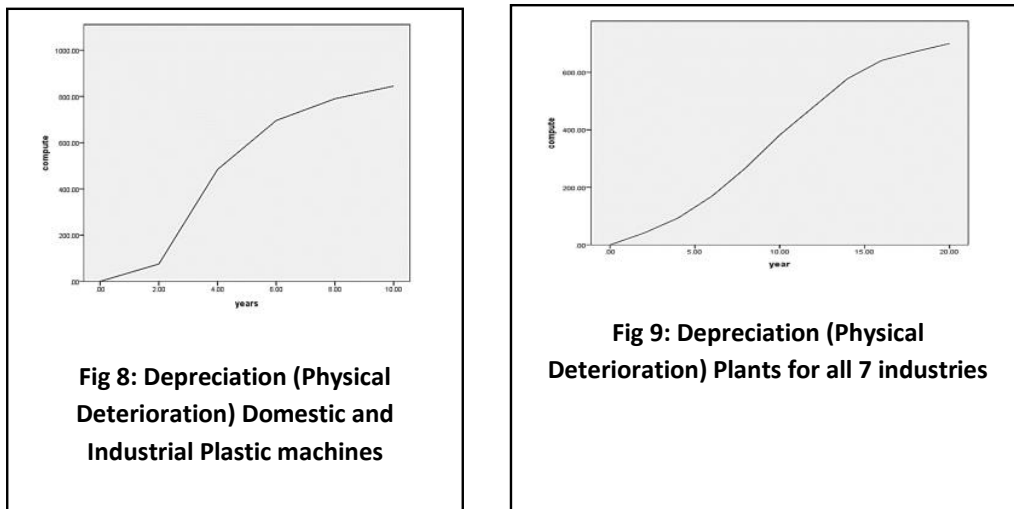 1000.00
800.00
600.00
400.00
200.00
.00
compute
.00 2.00 4.00 6.00 8.00 10.00
years
Fig 8: Depreciation (Physical
Deterioration) Domestic and
Industrial Plastic machines
600.00
400.00
200.00
.00
compute
.00 5.00 10.00 15.00 20.00
year
Fig 9: Depreciation (Physical
Deterioration) Plants for all 7 industries